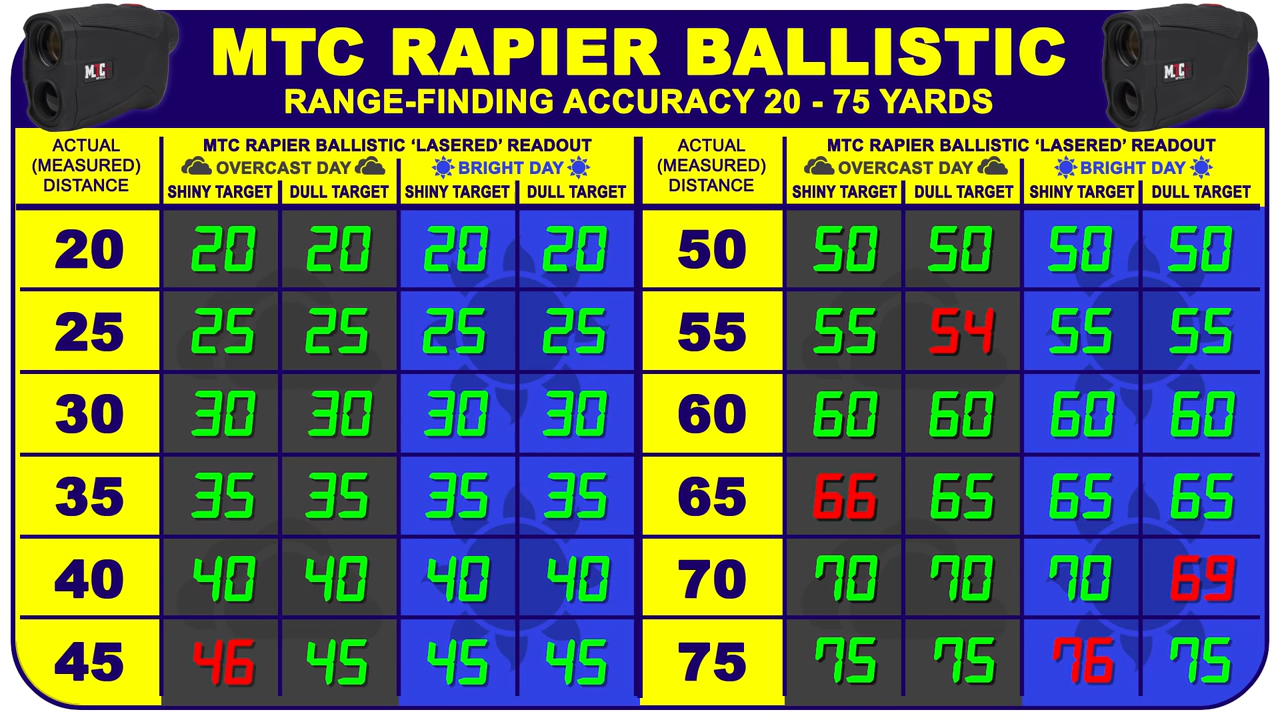 MTC RAPIER BALLISTIC
RANGE-FINDING ACCURACY 20 - 75 YARDS
MTC
MTC
ACTUAL (MEASURED) DISTANCE
MTC RAPIER BALLISTIC ‘LASERED’ READOUT
OVERCAST DAY BRIGHT DAY
SHINY TARGET DULL TARGET SHINY TARGET DULL TARGET
20 20 20 20 20
25 25 25 25 25
30 30 30 30 30
35 35 35 35 35
40 40 40 40 40
45 46 45 45 45
ACTUAL (MEASURED) DISTANCE
MTC RAPIER BALLISTIC ‘LASERED’ READOUT
OVERCAST DAY BRIGHT DAY
SHINY TARGET DULL TARGET SHINY TARGET DULL TARGET
50 50 50 50 50
55 55 54 55 55
60 60 60 60 60
65 66 65 65 65
70 70 70 70 69
75 75 75 76 75